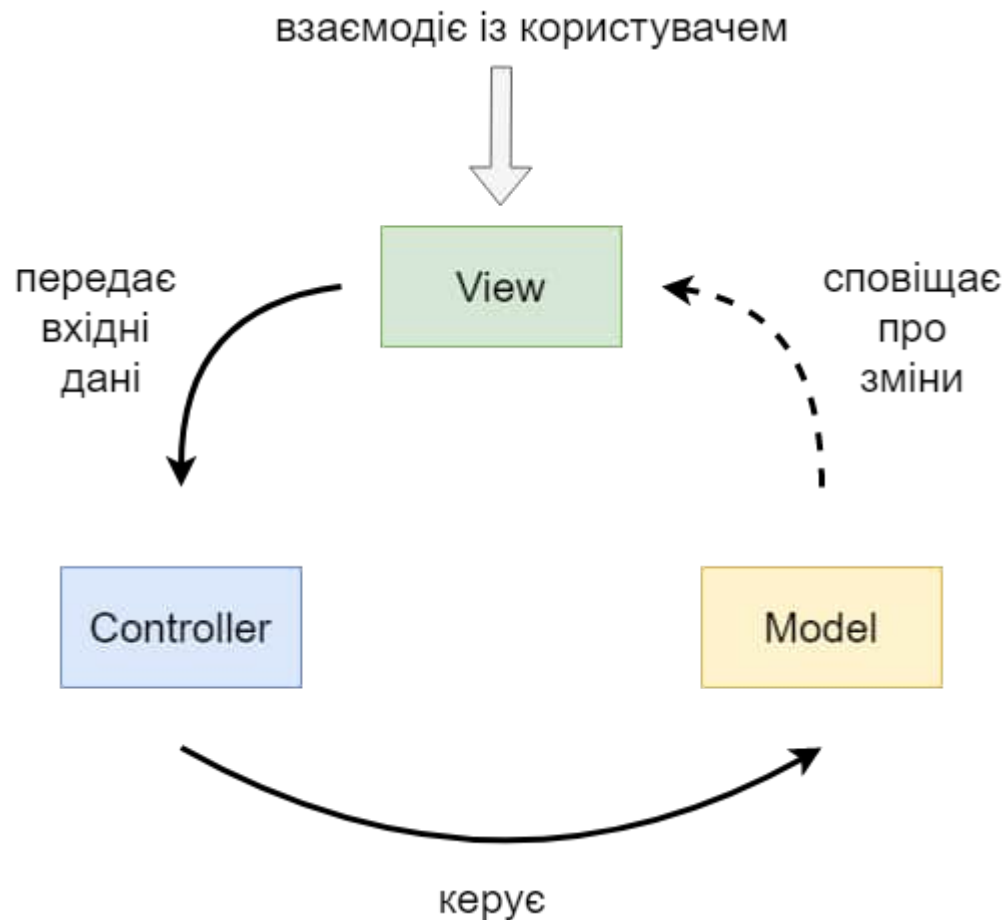 взаємодіє із користувачем
View
передає
вхідні
дані
сповіщає
про
зміни
Controller
Model
керує